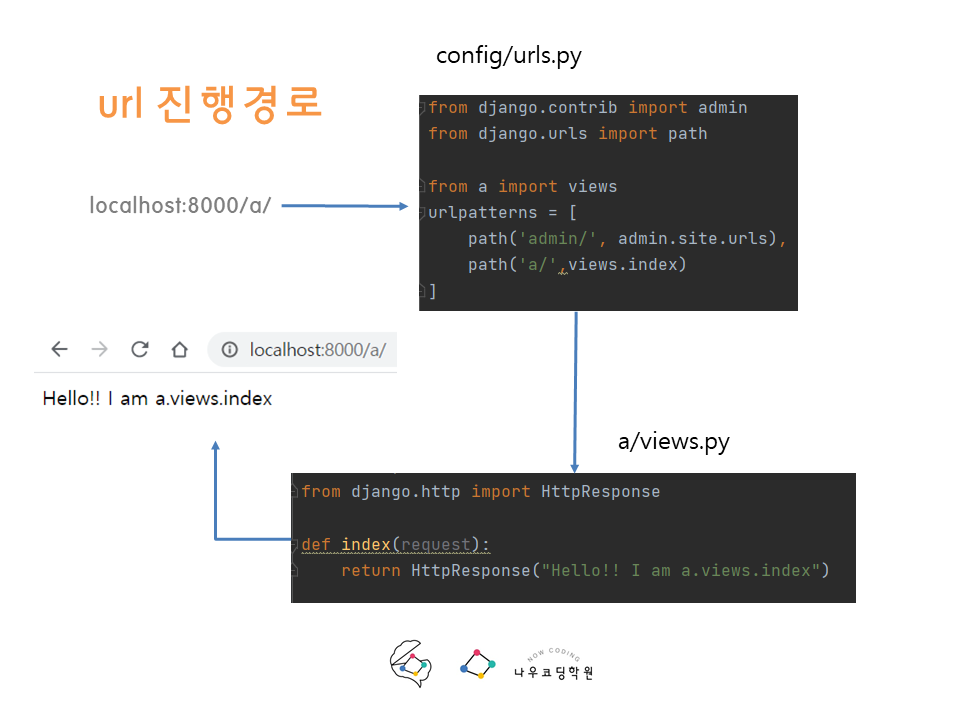 config/urls.py
url 진행경로
from django.contrib import admin
from django.urls import path
from a import views
urlpatterns = [
    path('admin/', admin.site.urls),
    path('a/',views.index)
]
localhost:8000/a/
localhost:8000/a/
Hello!! I am a.views.index
a/views.py
from django.http import HttpResponse
def index(request):
    return HttpResponse("Hello!! I am a.views.index")
NOW CODING
나우코딩학원